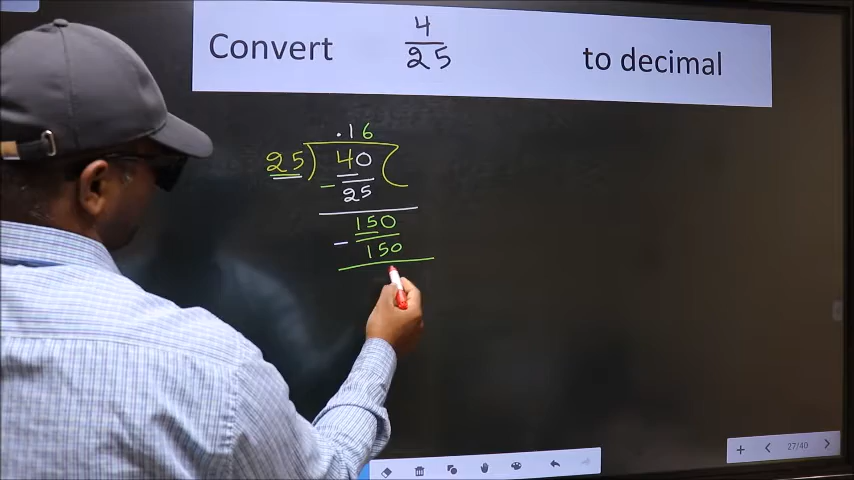 Convert 4/25 to decimal
.16
25) 40 (
- 25
150
- 150
27/40